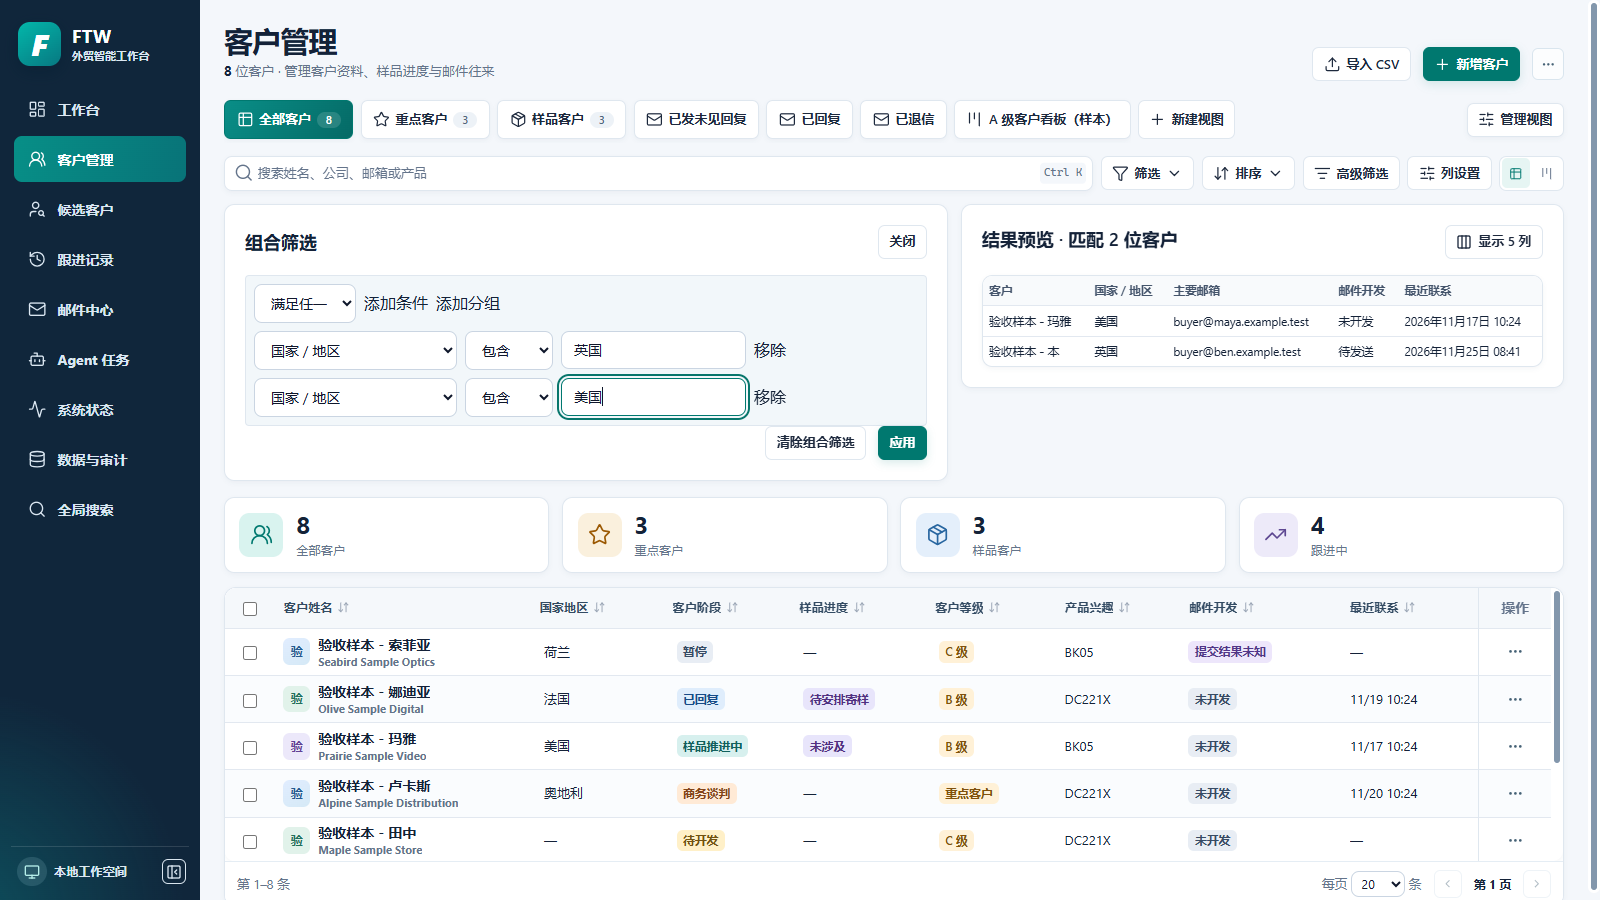 FTW
外贸智能工作台
工作台
客户管理
候选客户
跟进记录
邮件中心
Agent 任务
系统状态
数据与审计
全局搜索
本地工作空间
客户管理
8 位客户 · 管理客户资料、样品进度与邮件往来
导入 CSV
新增客户
全部客户 8
重点客户 3
样品客户 3
已发未见回复
已回复
已退信
A 级客户看板（样本）
新建视图
管理视图
搜索姓名、公司、邮箱或产品
Ctrl K
筛选
排序
高级筛选
列设置
组合筛选
关闭
满足任一 添加条件 添加分组
国家 / 地区 包含 英国 移除
国家 / 地区 包含 美国 移除
清除组合筛选 应用
结果预览 · 匹配 2 位客户
显示 5 列
客户 国家 / 地区 主要邮箱 邮件开发 最近联系
验收样本 - 玛雅 美国 buyer@maya.example.test 未开发 2026年11月17日 10:24
验收样本 - 本 英国 buyer@ben.example.test 待发送 2026年11月25日 08:41
8
全部客户
3
重点客户
3
样品客户
4
跟进中
客户姓名 国家地区 客户阶段 样品进度 客户等级 产品兴趣 邮件开发 最近联系 操作
验 验收样本 - 索菲亚 荷兰 暂停 — C 级 BK05 提交结果未知 —
Seabird Sample Optics
验 验收样本 - 娜迪亚 法国 已回复 待安排寄样 B 级 DC221X 未开发 11/19 10:24
Olive Sample Digital
验 验收样本 - 玛雅 美国 样品推进中 未涉及 B 级 BK05 未开发 11/17 10:24
Prairie Sample Video
验 验收样本 - 卢卡斯 奥地利 商务谈判 — 重点客户 DC221X 未开发 11/20 10:24
Alpine Sample Distribution
验 验收样本 - 田中 — 待开发 — C 级 DC221X 未开发 —
Maple Sample Store
第 1–8 条
每页 20 条
第 1 页